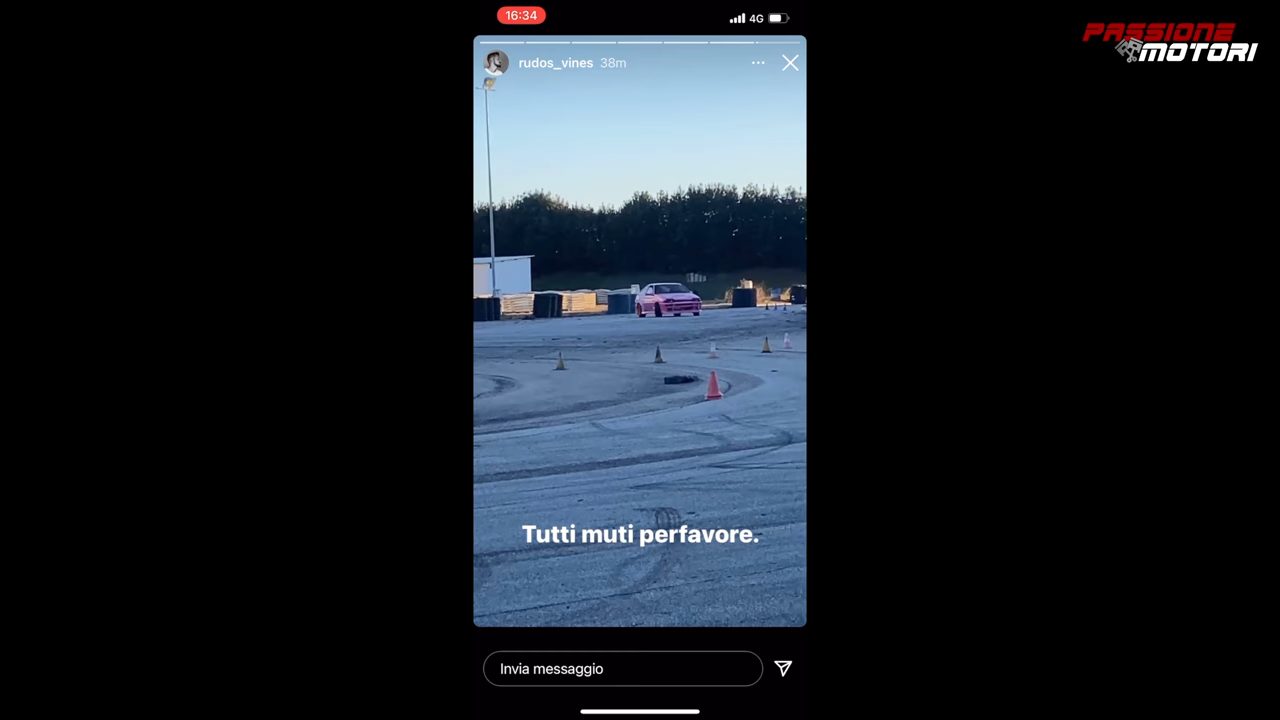 16:34
4G
PASSIONE
MOTORI
rudos_vines 38m
Tutti muti perfavore.
Invia messaggio